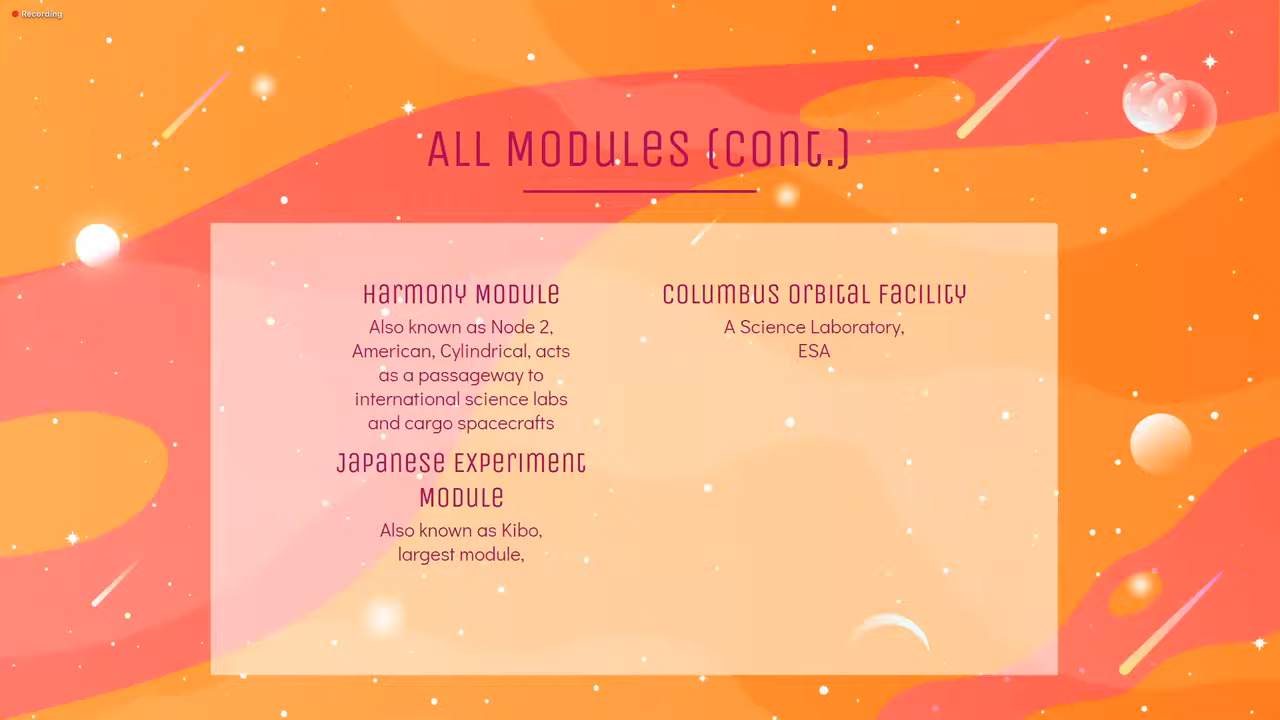 Recording
ALL MODULES (CONT.)
HARMONY MODULE
Also known as Node 2,
American, Cylindrical, acts
as a passageway to
international science labs
and cargo spacecrafts
JAPANESE EXPERIMENT
MODULE
Also known as Kibo,
largest module,
COLUMBUS ORBITAL FACILITY
A Science Laboratory,
ESA